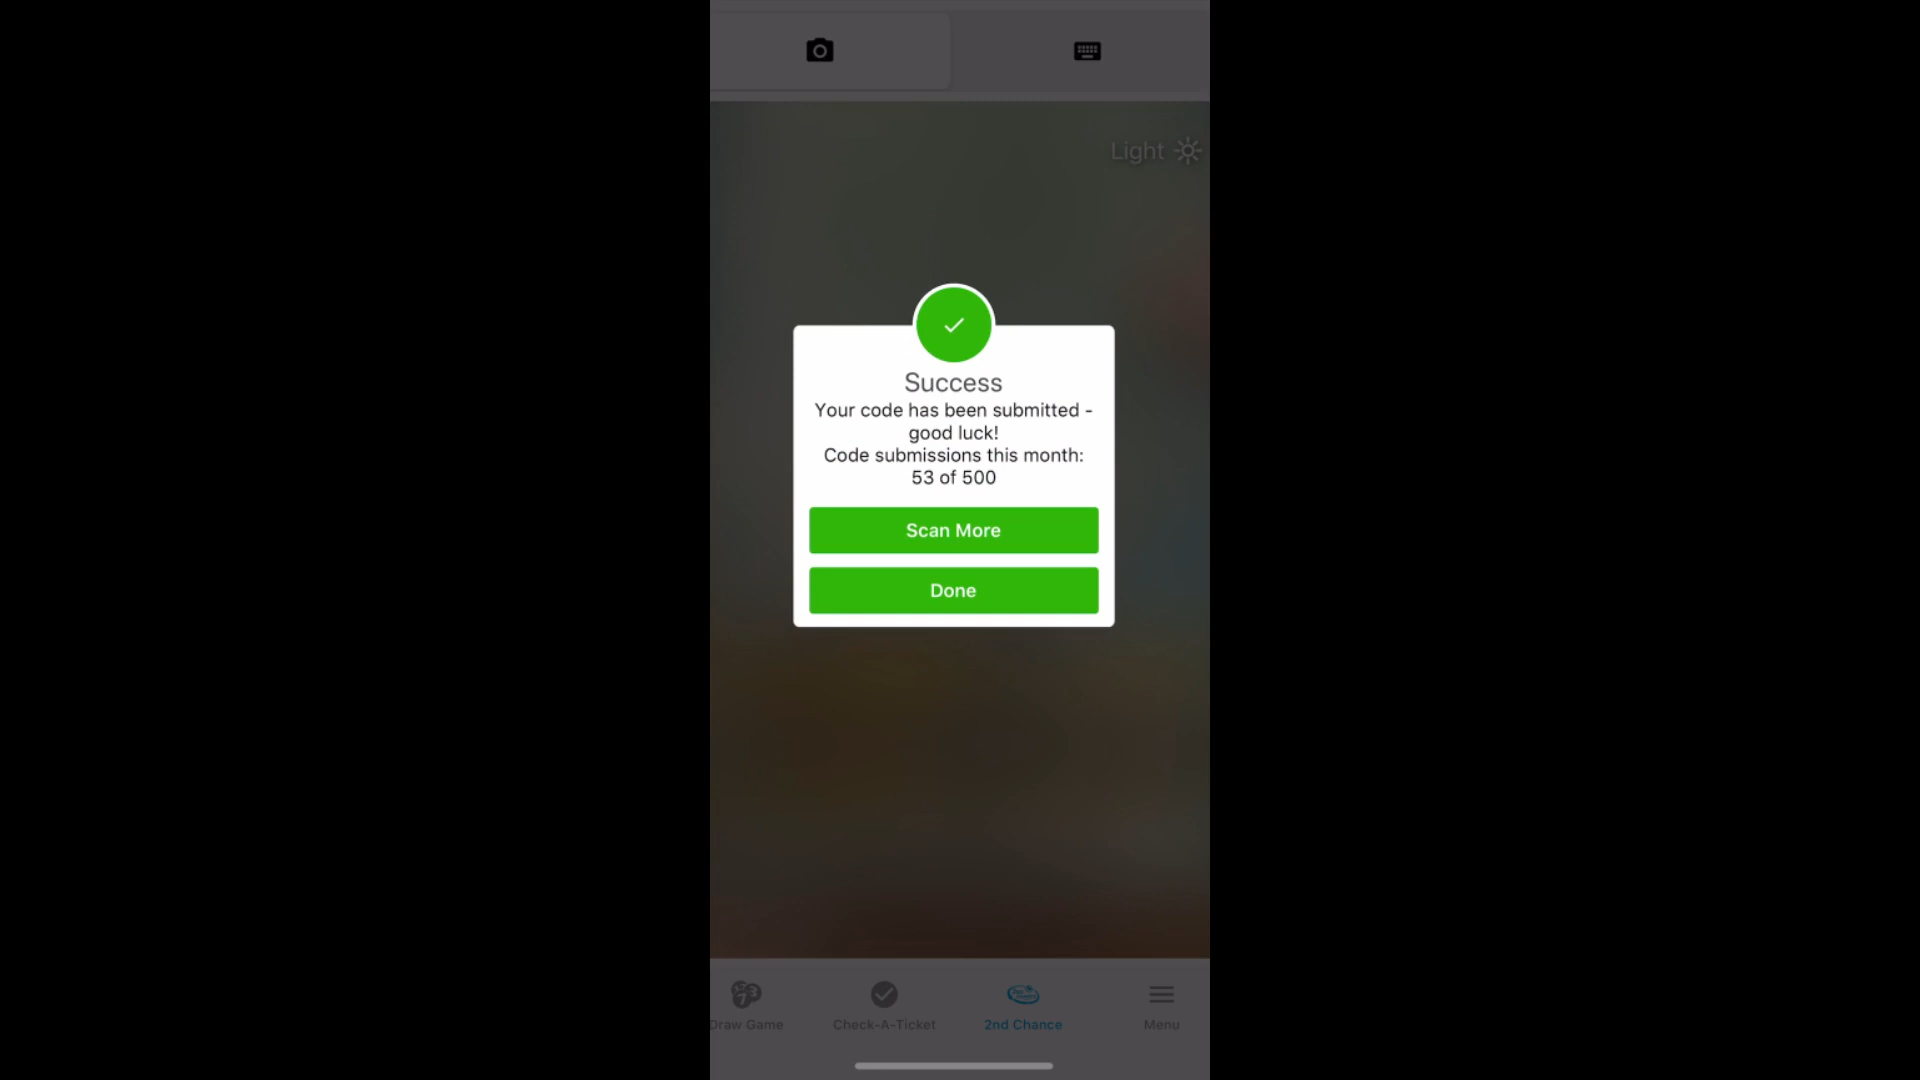 Light
Success
Your code has been submitted -
good luck!
Code submissions this month:
53 of 500
Scan More
Done
Draw Game
Check-A-Ticket
2nd Chance
Menu